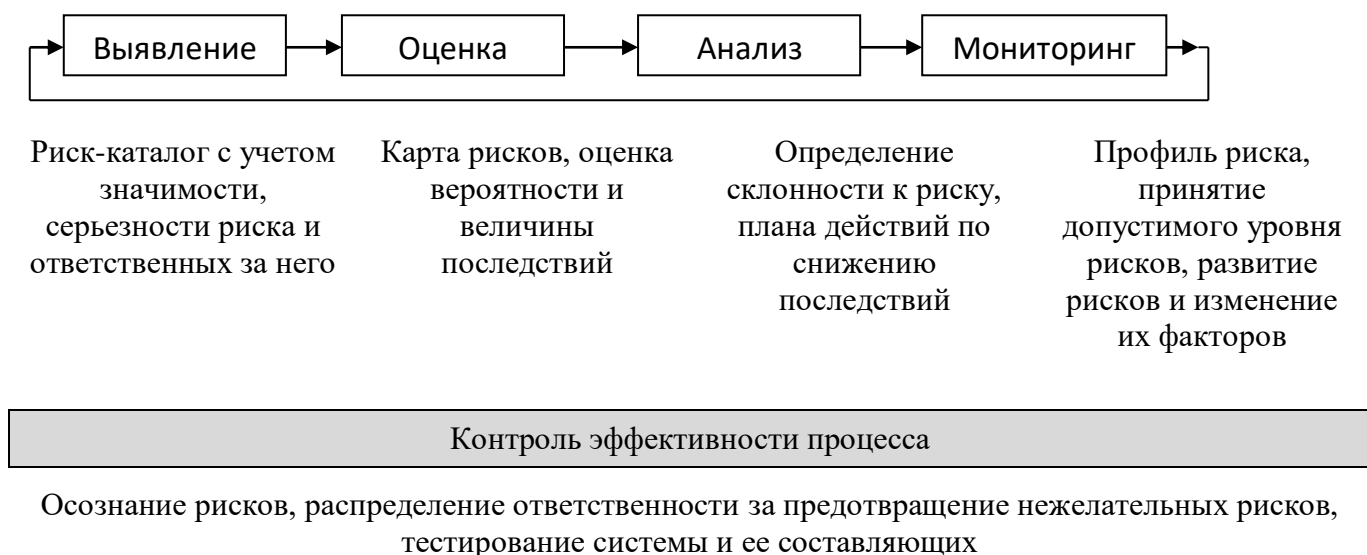 Выявление
Оценка
Анализ
Мониторинг
Риск-каталог с учетом
значимости,
серьезности риска и
ответственных за него
Карта рисков, оценка
вероятности и
величины
последствий
Определение
склонности к риску,
плана действий по
снижению
последствий
Профиль риска,
принятие
допустимого уровня
рисков, развитие
рисков и изменение
их факторов
Контроль эффективности процесса
Осознание рисков, распределение ответственности за предотвращение нежелательных рисков,
тестирование системы и ее составляющих